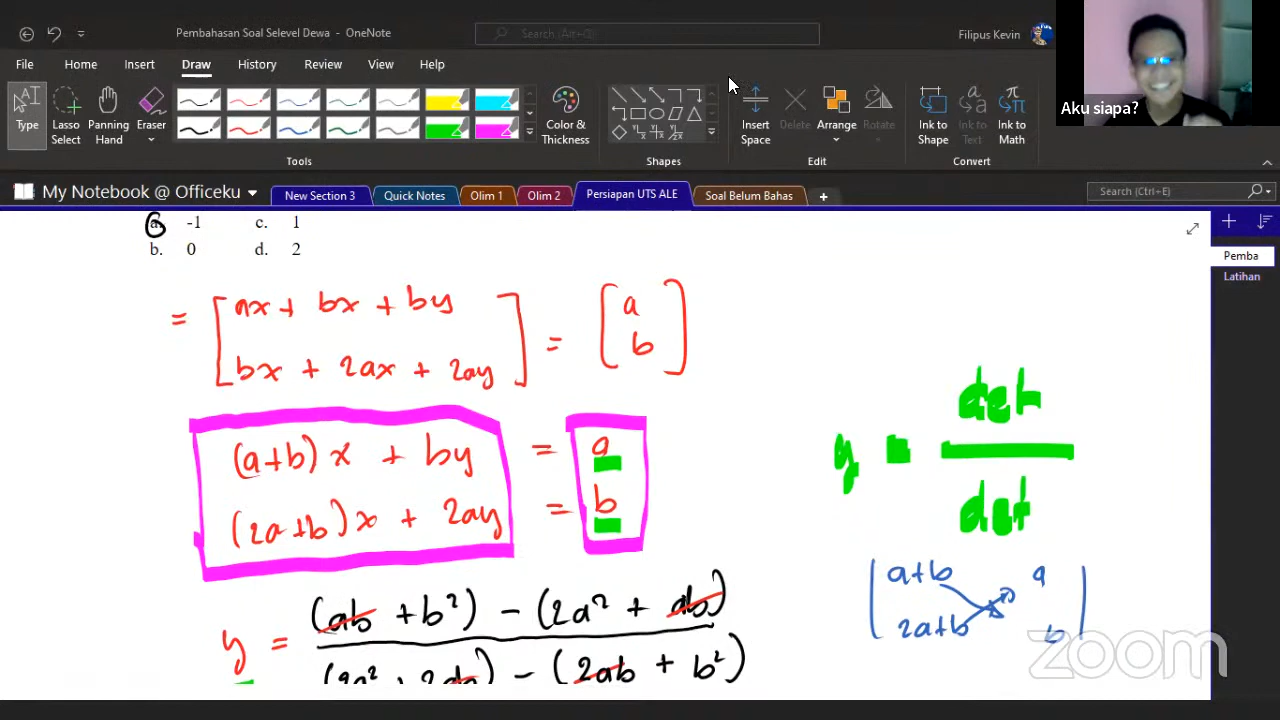 Pembahasan Soal Selevel Dewa - OneNote
Search (Alt+Q)
Filipus Kevin
File Home Insert Draw History Review View Help
Type
Lasso Select
Panning Hand
Eraser
Color & Thickness
Insert Space
Delete
Arrange
Rotate
Ink to Shape
Ink to Text
Ink to Math
Tools Shapes Edit Convert
Aku siapa?
My Notebook @ Officeku
New Section 3 Quick Notes Olim 1 Olim 2 Persiapan UTS ALE Soal Belum Bahas
Search (Ctrl+E)
Pemba
Latihan
a. -1 c. 1
b. 0 d. 2
= [ax + bx + by] = [a]
[bx + 2ax + 2ay] [b]
(a+b)x + by = a
(2a+b)x + 2ay = b
y = (ab + b²) - (2a² + ab)
- (2ab + b²)
y = det
det
a+b a
2a+b b
zoom